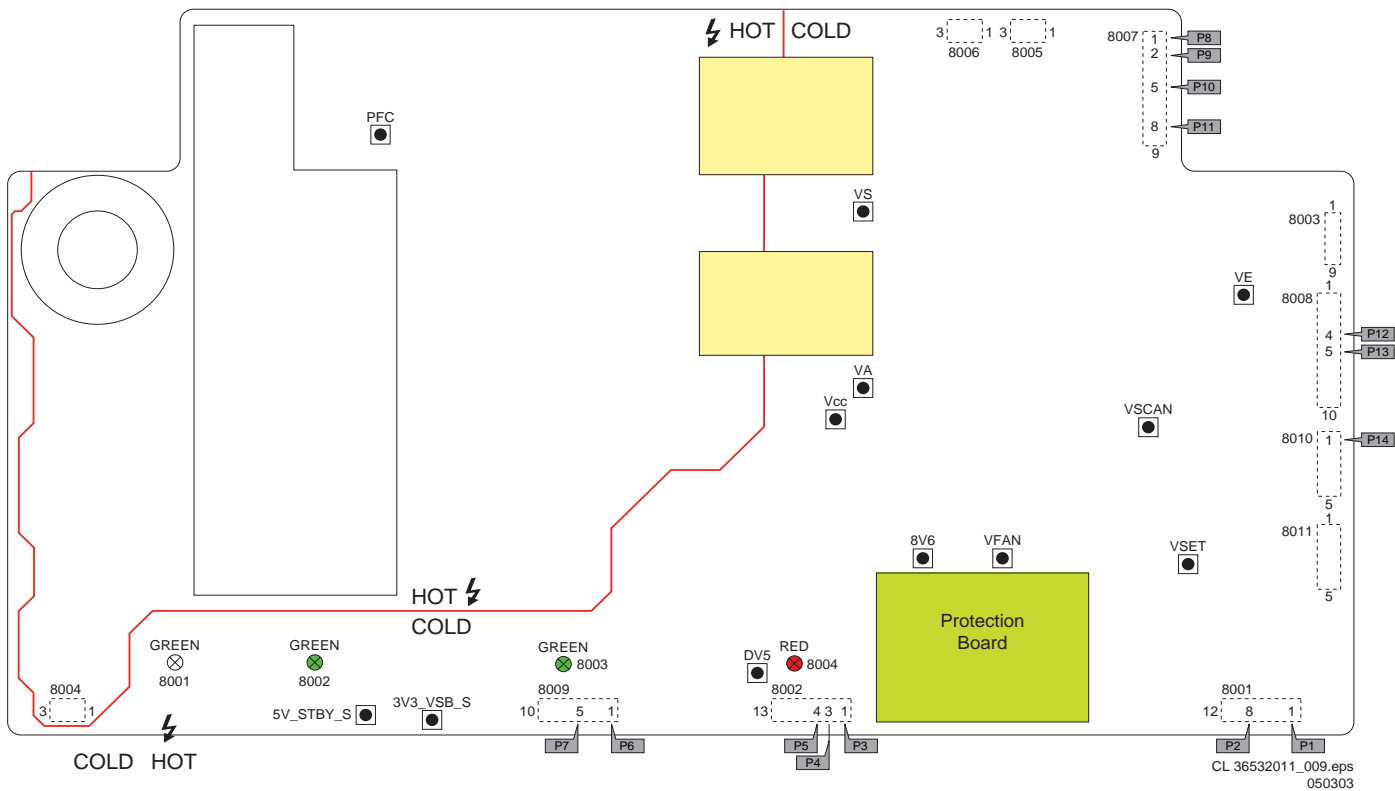 HOT COLD
3 1
8006
3 1
8005
8007
1
2
5
8
9
P8
P9
P10
P11
PFC
VS
8003
1
9
VE
8008
1
4
5
10
P12
P13
VA
Vcc
VSCAN
8010
1
5
P14
8011
1
5
8V6
VFAN
VSET
HOT
COLD
Protection
Board
GREEN
8001
GREEN
8002
GREEN
8003
DV5
RED
8004
8004
3 1
5V_STBY_S
3V3_VSB_S
8009
10 5 1
8002
13 4 3 1
8001
12 8 1
P7
P6
P5
P4
P3
P2
P1
COLD HOT
CL 36532011_009.eps
050303